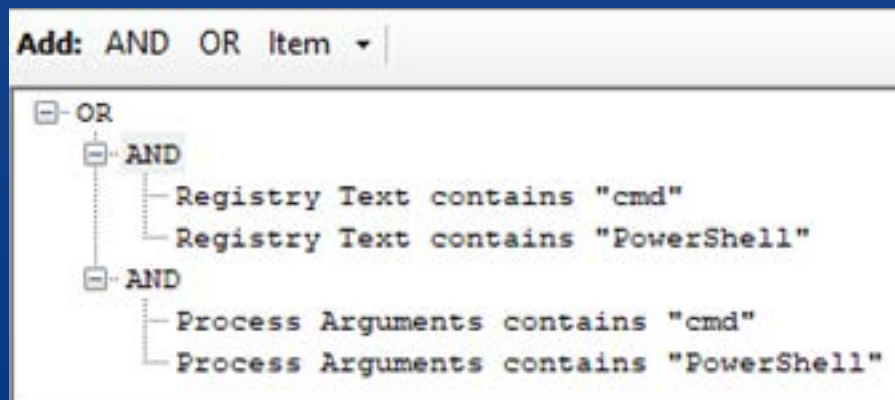 Add: AND OR Item
OR
AND
Registry Text contains "cmd"
Registry Text contains "PowerShell"
AND
Process Arguments contains "cmd"
Process Arguments contains "PowerShell"